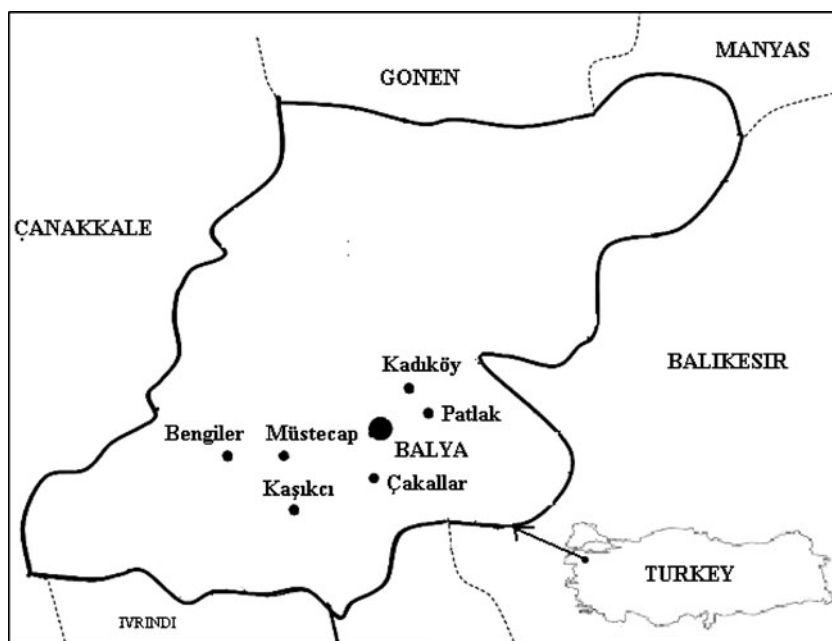 MANYAS
GONEN
ÇANAKKALE
BALIKESIR
Kadıköy
Patlak
Bengiler
Müstecap
BALYA
Çakallar
Kaşıkcı
TURKEY
IVRINDI